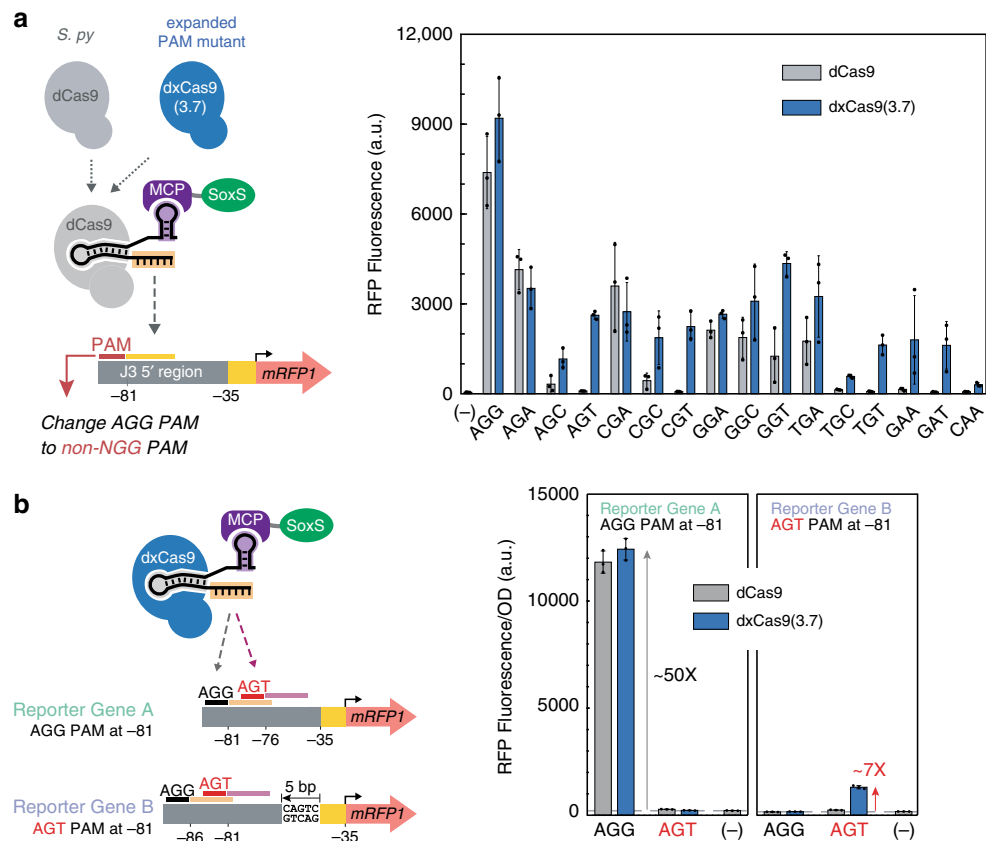 a
S. py
expanded
PAM mutant
dCas9
dxCas9
(3.7)
MCP
SoxS
dCas9
PAM
J3 5′ region
mRFP1
–81
–35
Change AGG PAM
to non-NGG PAM
12,000
9000
6000
3000
0
RFP Fluorescence (a.u.)
dCas9
dxCas9(3.7)
(–)
AGG
AGA
AGC
AGT
CGA
CGC
CGT
GGA
GGC
GGT
TGA
TGC
TGT
GAA
GAT
CAA
b
MCP
SoxS
dxCas9
AGG
AGT
Reporter Gene A
AGG PAM at –81
mRFP1
–81
–76
–35
AGG
AGT
5 bp
Reporter Gene B
AGT PAM at –81
CAGTC
GTCAG
mRFP1
–86
–81
–35
15000
10000
5000
0
RFP Fluorescence/OD (a.u.)
Reporter Gene A
AGG PAM at –81
Reporter Gene B
AGT PAM at –81
dCas9
dxCas9(3.7)
~50X
~7X
AGG
AGT
(–)
AGG
AGT
(–)